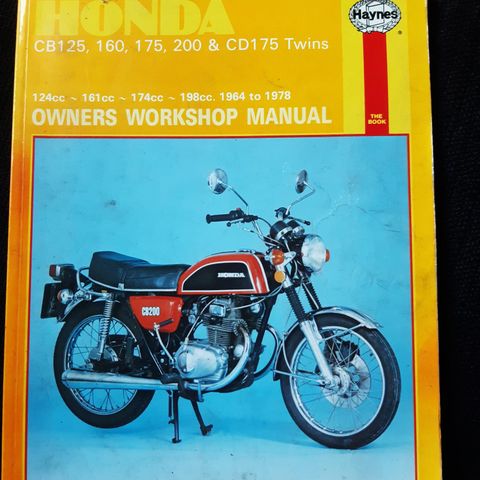 HONDA
CB125, 160, 175, 200 & CD175 Twins
124cc ~ 161cc ~ 174cc ~ 198cc. 1964 to 1978
OWNERS WORKSHOP MANUAL
Haynes
®
THE
BOOK
HONDA
CB200